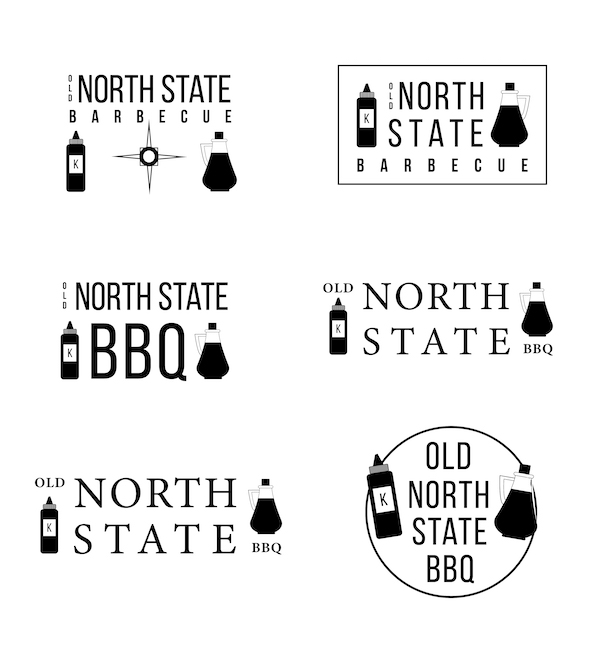 OLD NORTH STATE
BARBECUE
K
OLD NORTH
K STATE
BARBECUE
OLD NORTH STATE
K BBQ
OLD NORTH
K STATE BBQ
OLD NORTH
K STATE BBQ
OLD
K NORTH
STATE
BBQ